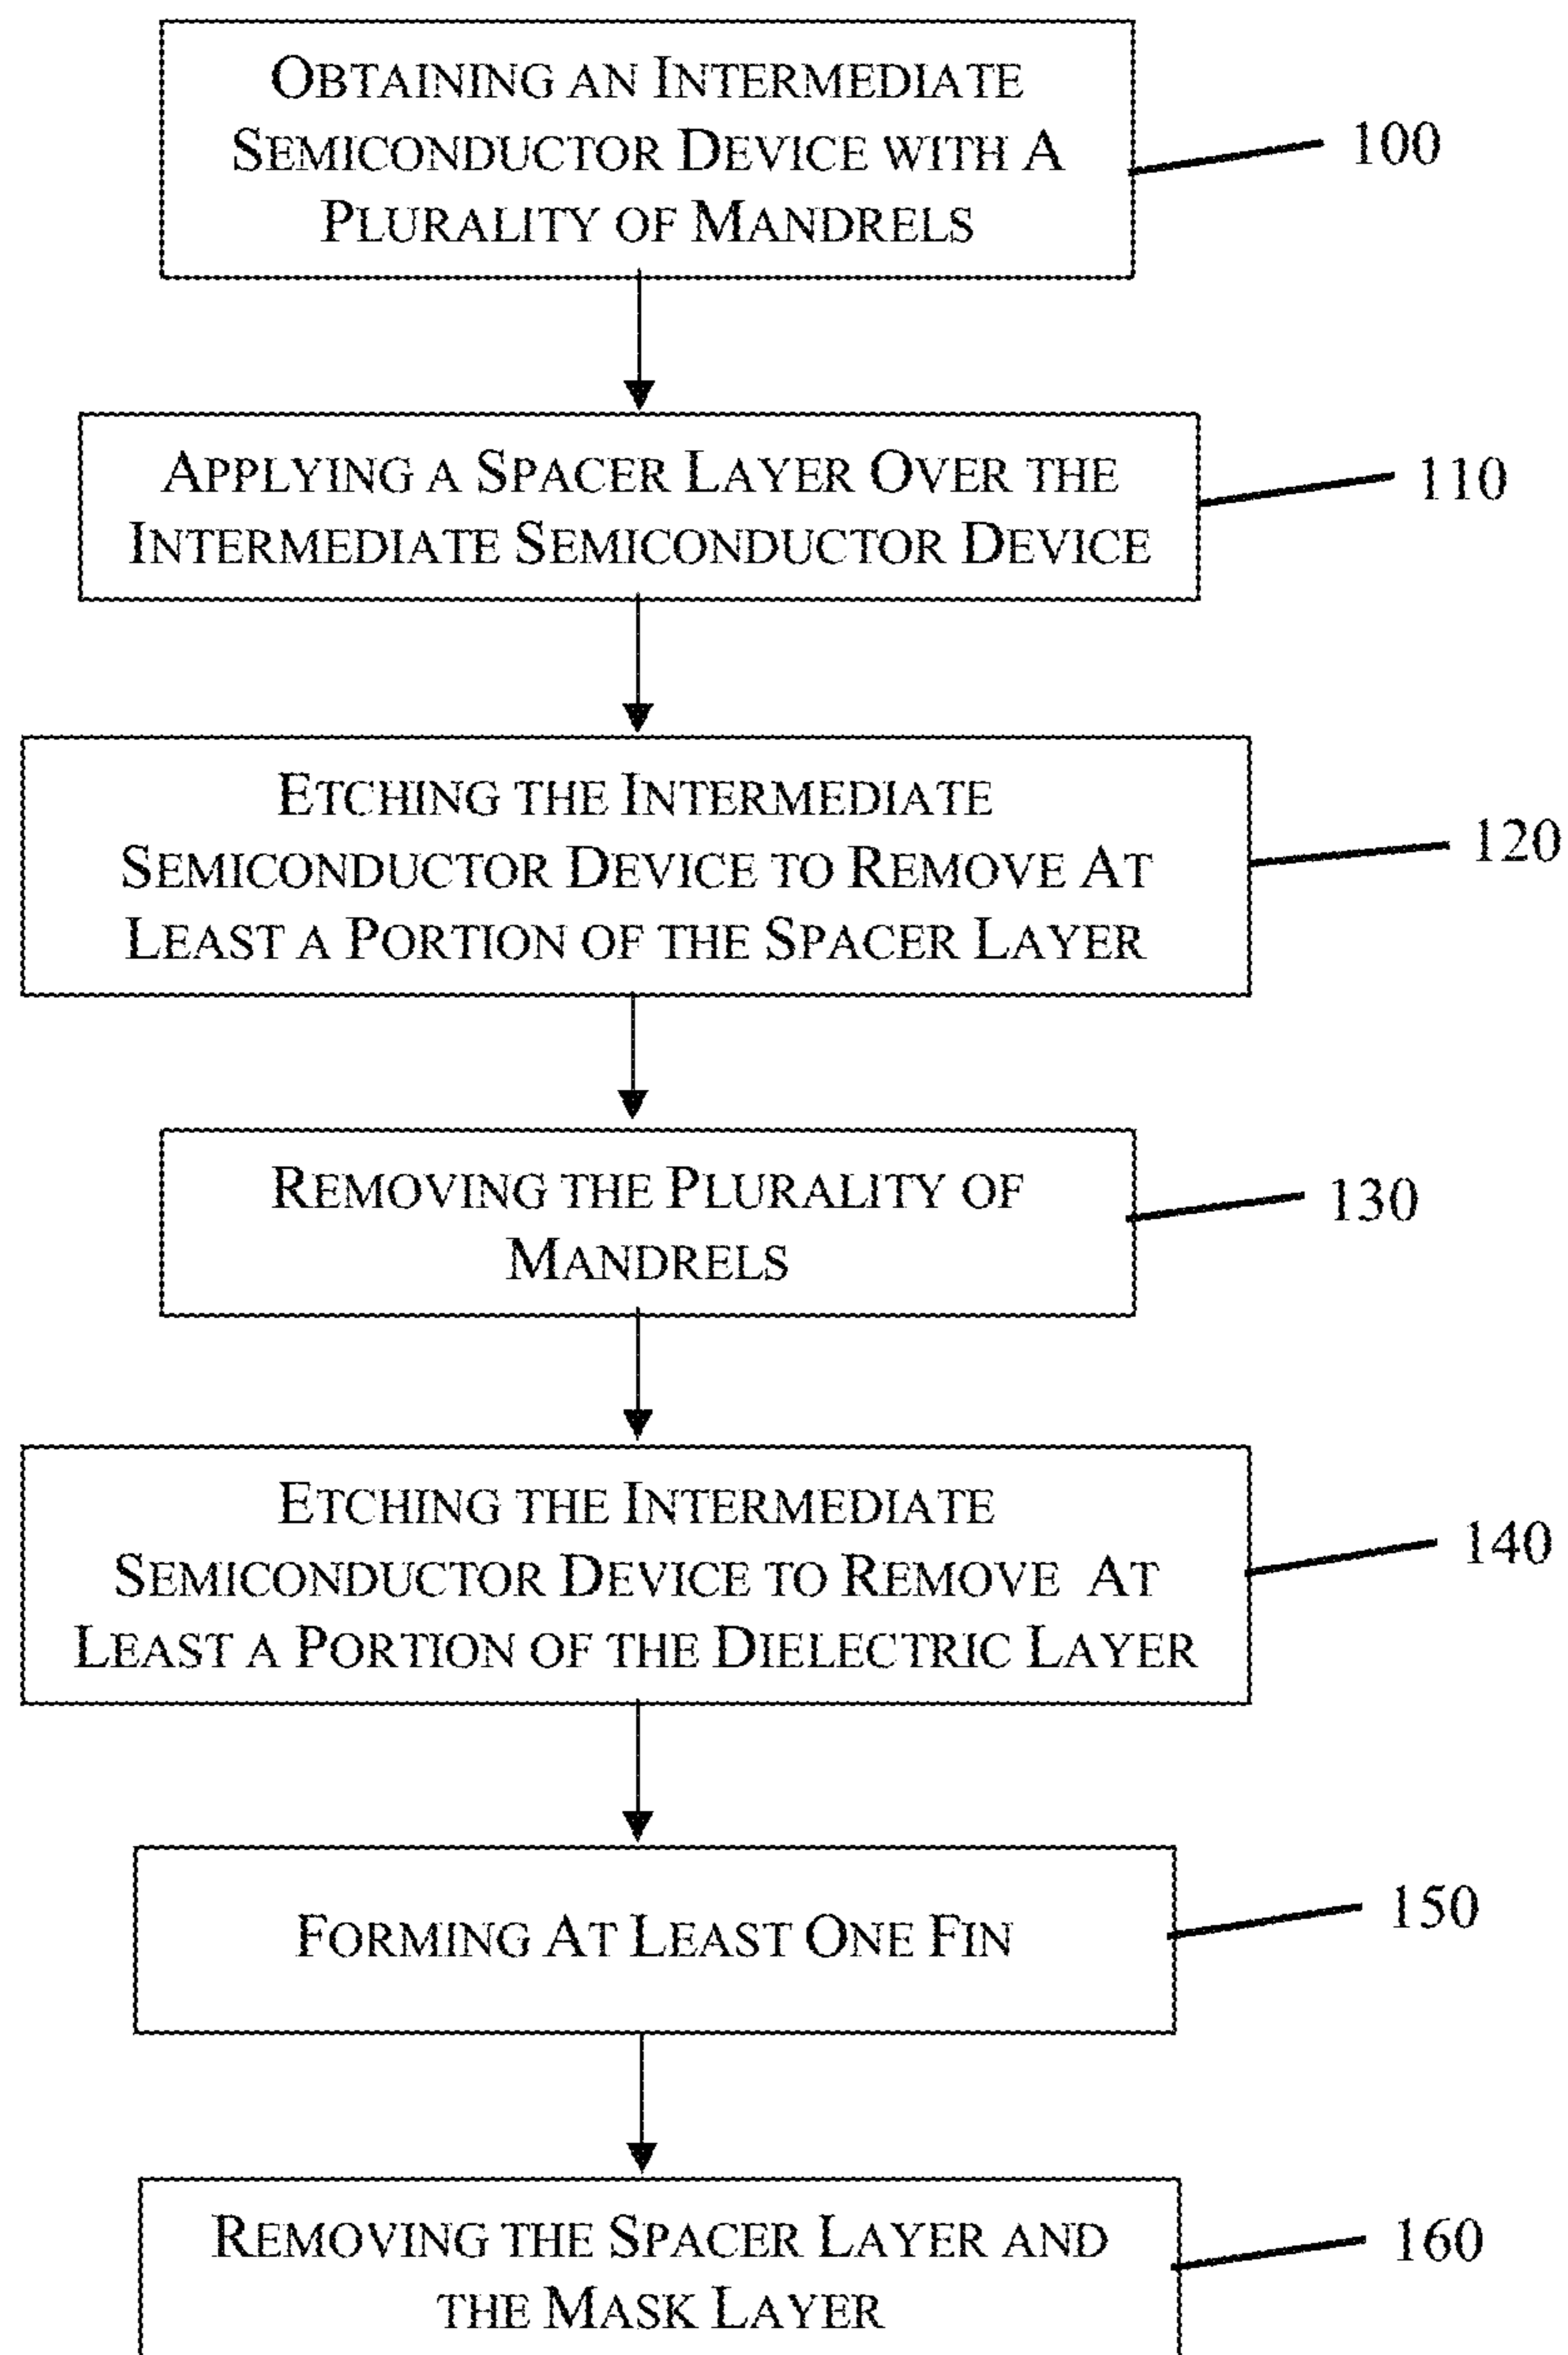 OBTAINING AN INTERMEDIATE
SEMICONDUCTOR DEVICE WITH A
PLURALITY OF MANDRELS
100
APPLYING A SPACER LAYER OVER THE
INTERMEDIATE SEMICONDUCTOR DEVICE
110
ETCHING THE INTERMEDIATE
SEMICONDUCTOR DEVICE TO REMOVE AT
LEAST A PORTION OF THE SPACER LAYER
120
REMOVING THE PLURALITY OF
MANDRELS
130
ETCHING THE INTERMEDIATE
SEMICONDUCTOR DEVICE TO REMOVE AT
LEAST A PORTION OF THE DIELECTRIC LAYER
140
FORMING AT LEAST ONE FIN
150
REMOVING THE SPACER LAYER AND
THE MASK LAYER
160